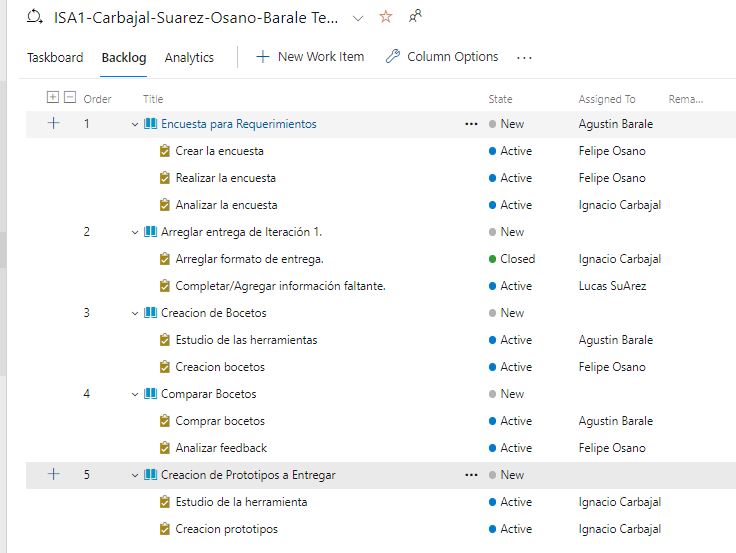 ISA1-Carbajal-Suarez-Osano-Barale Te...
Taskboard Backlog Analytics New Work Item Column Options ...
Order Title State Assigned To Rema...
1 Encuesta para Requerimientos ... New Agustin Barale
Crear la encuesta Active Felipe Osano
Realizar la encuesta Active Felipe Osano
Analizar la encuesta Active Ignacio Carbajal
2 Arreglar entrega de Iteración 1. New
Arreglar formato de entrega. Closed Ignacio Carbajal
Completar/Agregar información faltante. Active Lucas SuArez
3 Creacion de Bocetos New
Estudio de las herramientas Active Agustin Barale
Creacion bocetos Active Felipe Osano
4 Comparar Bocetos New
Comprar bocetos Active Agustin Barale
Analizar feedback Active Felipe Osano
5 Creacion de Prototipos a Entregar ... New
Estudio de la herramienta Active Ignacio Carbajal
Creacion prototipos Active Ignacio Carbajal